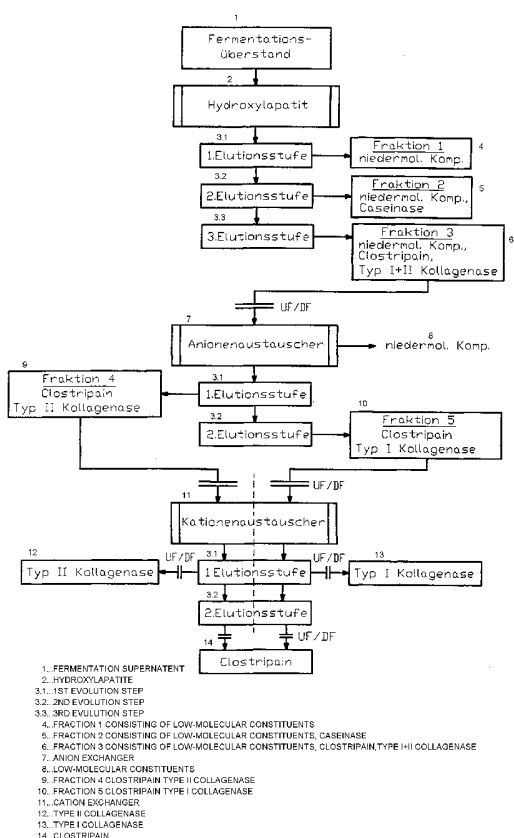 1
Fermentations-
überstand
2
Hydroxylapatit
3.1
1.Elutionsstufe
Fraktion 1
niedermol. Komp.
4
3.2
2.Elutionsstufe
Fraktion 2
niedermol. Komp.,
Caseinase
5
3.3
3.Elutionsstufe
Fraktion 3
niedermol. Komp.,
Clostripain,
Typ I+II Kollagenase
6
UF/DF
7
Anionenaustauscher
8
niedermol. Komp.
9
Fraktion 4
Clostripain
Typ II Kollagenase
3.1
1.Elutionsstufe
3.2
2.Elutionsstufe
10
Fraktion 5
Clostripain
Typ I Kollagenase
UF/DF
11
Kationenaustauscher
12
Typ II Kollagenase
UF/DF
3.1
1.Elutionsstufe
UF/DF
13
Typ I Kollagenase
3.2
2.Elutionsstufe
UF/DF
14
Clostripain
1...FERMENTATION SUPERNATENT
2...HYDROXYLAPATITE
3.1...1ST EVOLUTION STEP
3.2...2ND EVOLUTION STEP
3.3...3RD EVULUTION STEP
4...FRACTION 1 CONSISTING OF LOW-MOLECULAR CONSTITUENTS
5...FRACTION 2 CONSISTING OF LOW-MOLECULAR CONSTITUENTS, CASEINASE
6...FRACTION 3 CONSISTING OF LOW-MOLECULAR CONSTITUENTS, CLOSTRIPAIN,TYPE I+II COLLAGENASE
7...ANION EXCHANGER
8...LOW-MOLECULAR CONSTITUENTS
9...FRACTION 4 CLOSTRIPAIN TYPE II COLLAGENASE
10...FRACTION 5 CLOSTRIPAIN TYPE I COLLAGENASE
11...CATION EXCHANGER
12...TYPE II COLLAGENASE
13...TYPE I COLLAGENASE
14...CLOSTRIPAIN